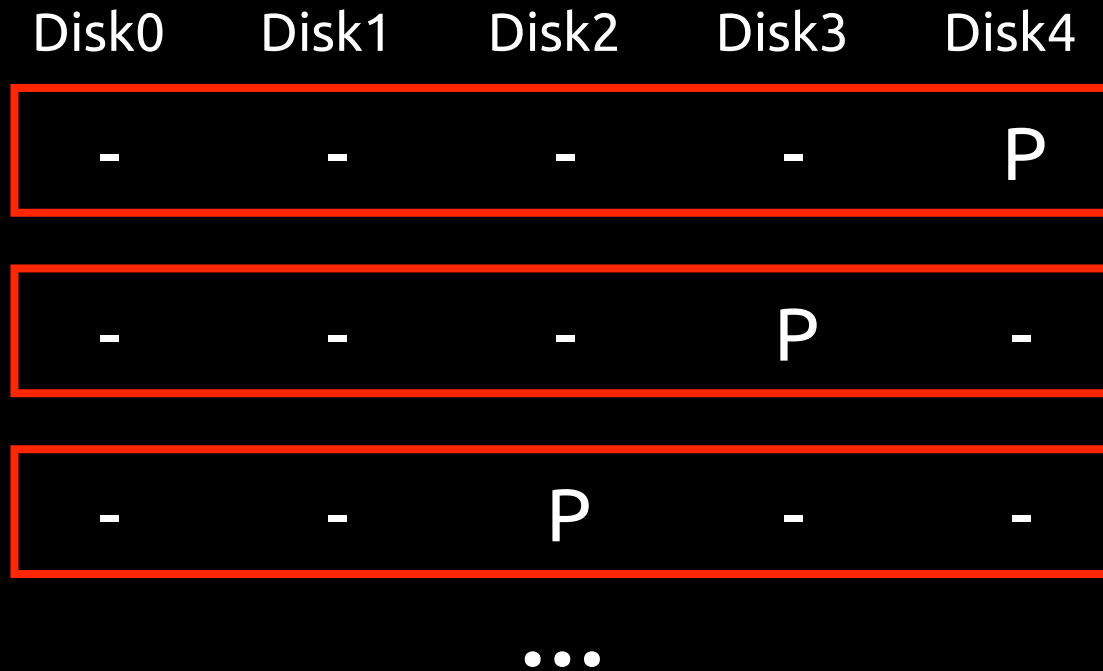 Disk0 Disk1 Disk2 Disk3 Disk4
- - - - P
- - - P -
- - P - -
...